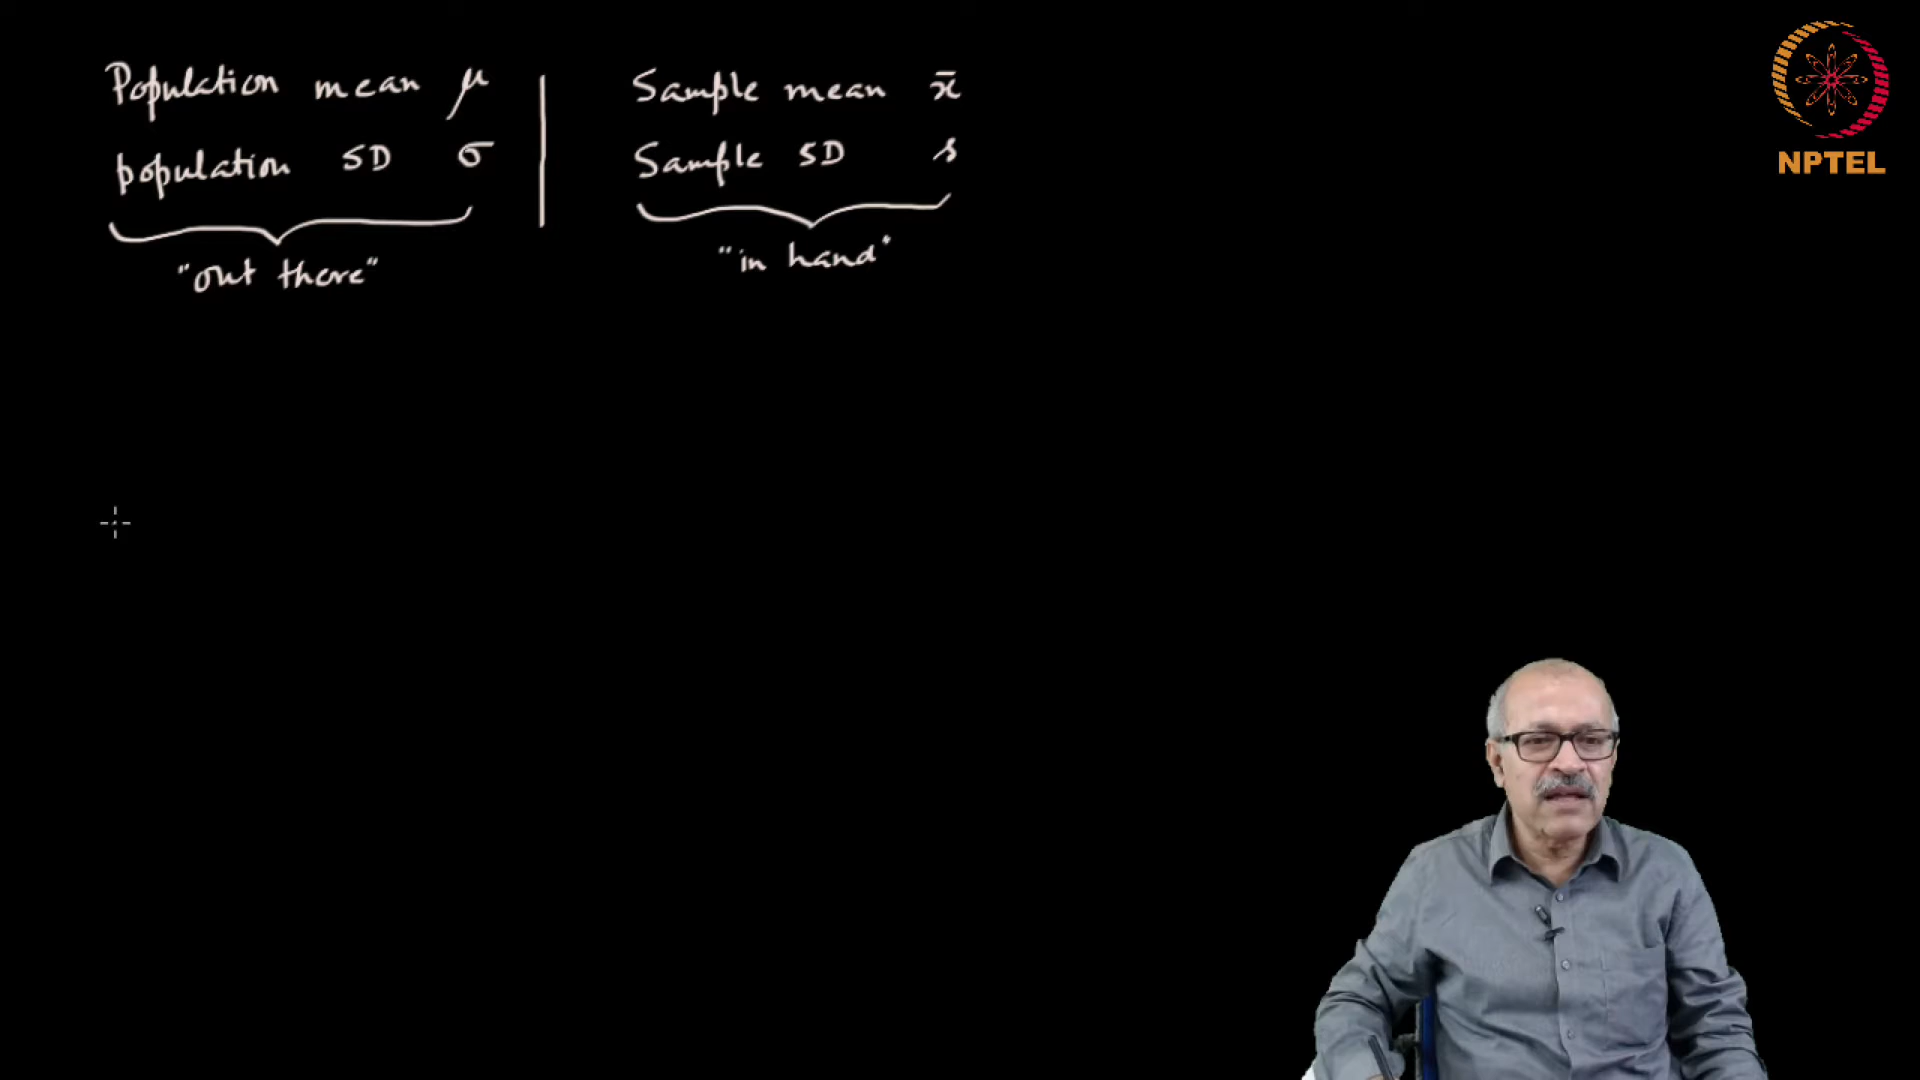 Population mean μ
population SD σ
"out there"
Sample mean x̄
Sample SD s
"in hand"
NPTEL